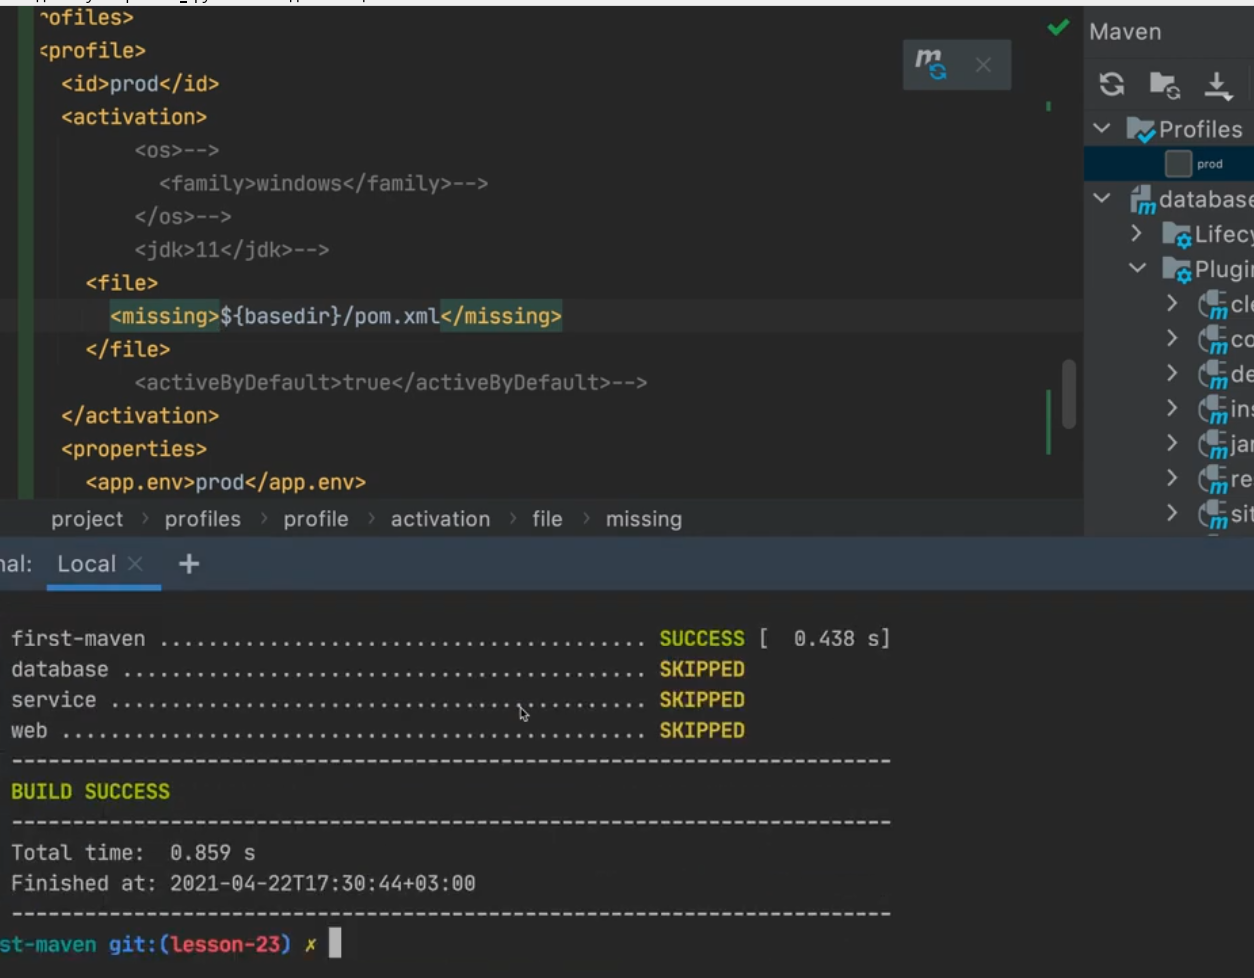 rofiles>
<profile>
<id>prod</id>
<activation>
<os>-->
<family>windows</family>-->
</os>-->
<jdk>11</jdk>-->
<file>
<missing>${basedir}/pom.xml</missing>
</file>
<activeByDefault>true</activeByDefault>-->
</activation>
<properties>
<app.env>prod</app.env>
project > profiles > profile > activation > file > missing
Maven
Profiles
prod
database
Lifecy
Plugin
cle
co
de
ins
jar
re
sit
nal: Local × +
first-maven ........................................ SUCCESS [  0.438 s]
database ........................................... SKIPPED
service ............................................ SKIPPED
web ................................................ SKIPPED
------------------------------------------------------------------------
BUILD SUCCESS
------------------------------------------------------------------------
Total time:  0.859 s
Finished at: 2021-04-22T17:30:44+03:00
------------------------------------------------------------------------
st-maven git:(lesson-23) ✗